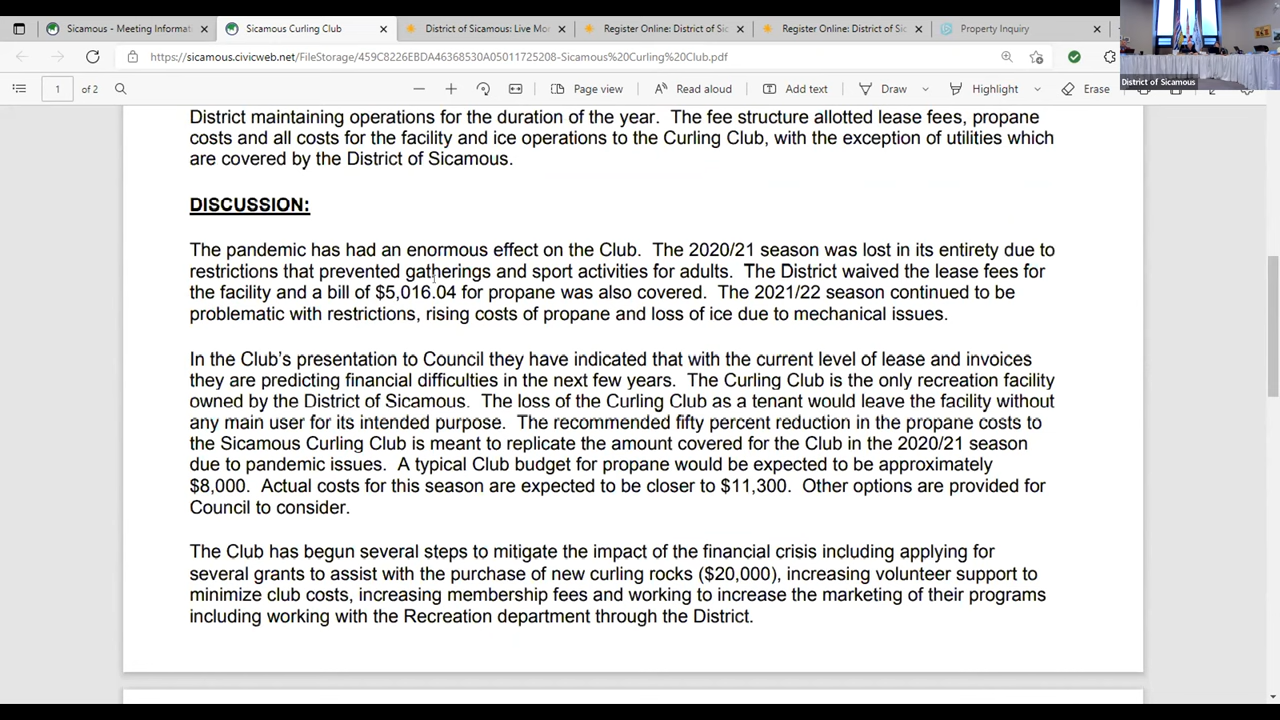 Sicamous - Meeting Informat
Sicamous Curling Club
District of Sicamous: Live Mo
Register Online: District of Sic
Register Online: District of Sic
Property Inquiry
https://sicamous.civicweb.net/FileStorage/459C8226EBDA46368530A05011725208-Sicamous%20Curling%20Club.pdf
District of Sicamous
1 of 2
Page view
Read aloud
Add text
Draw
Highlight
Erase
District maintaining operations for the duration of the year. The fee structure allotted lease fees, propane
costs and all costs for the facility and ice operations to the Curling Club, with the exception of utilities which
are covered by the District of Sicamous.
DISCUSSION:
The pandemic has had an enormous effect on the Club. The 2020/21 season was lost in its entirety due to
restrictions that prevented gatherings and sport activities for adults. The District waived the lease fees for
the facility and a bill of $5,016.04 for propane was also covered. The 2021/22 season continued to be
problematic with restrictions, rising costs of propane and loss of ice due to mechanical issues.
In the Club's presentation to Council they have indicated that with the current level of lease and invoices
they are predicting financial difficulties in the next few years. The Curling Club is the only recreation facility
owned by the District of Sicamous. The loss of the Curling Club as a tenant would leave the facility without
any main user for its intended purpose. The recommended fifty percent reduction in the propane costs to
the Sicamous Curling Club is meant to replicate the amount covered for the Club in the 2020/21 season
due to pandemic issues. A typical Club budget for propane would be expected to be approximately
$8,000. Actual costs for this season are expected to be closer to $11,300. Other options are provided for
Council to consider.
The Club has begun several steps to mitigate the impact of the financial crisis including applying for
several grants to assist with the purchase of new curling rocks ($20,000), increasing volunteer support to
minimize club costs, increasing membership fees and working to increase the marketing of their programs
including working with the Recreation department through the District.